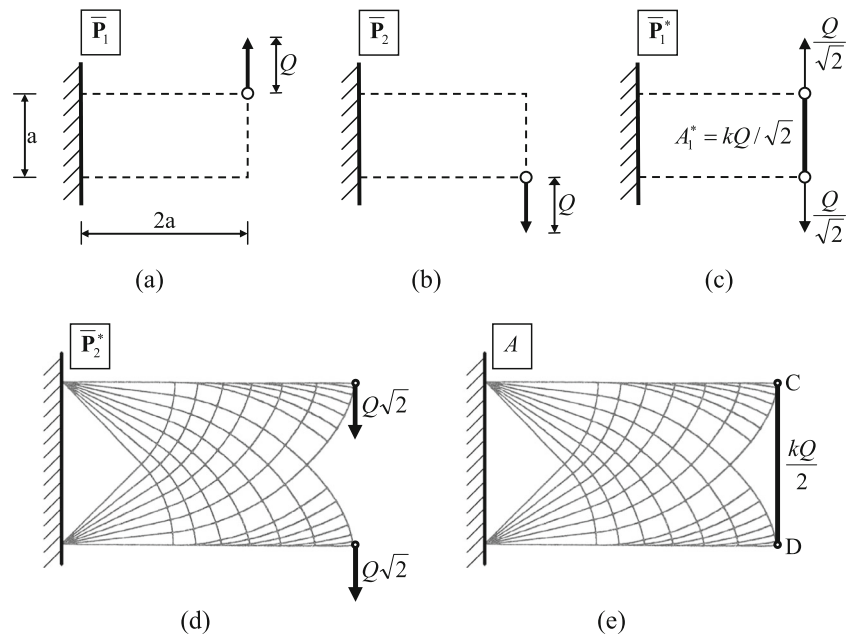 P̅₁
Q
a
2a
(a)
P̅₂
Q
(b)
P̅₁*
Q/√2
A₁* = kQ/√2
Q/√2
(c)
P̅₂*
Q√2
Q√2
(d)
A
C
kQ/2
D
(e)